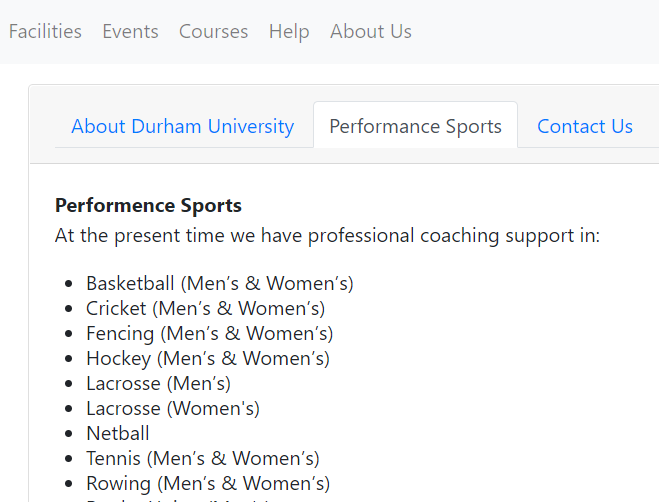 Facilities Events Courses Help About Us
About Durham University Performance Sports Contact Us
Performence Sports
At the present time we have professional coaching support in:
Basketball (Men’s & Women’s)
Cricket (Men’s & Women’s)
Fencing (Men’s & Women’s)
Hockey (Men’s & Women’s)
Lacrosse (Men’s)
Lacrosse (Women's)
Netball
Tennis (Men’s & Women’s)
Rowing (Men’s & Women’s)